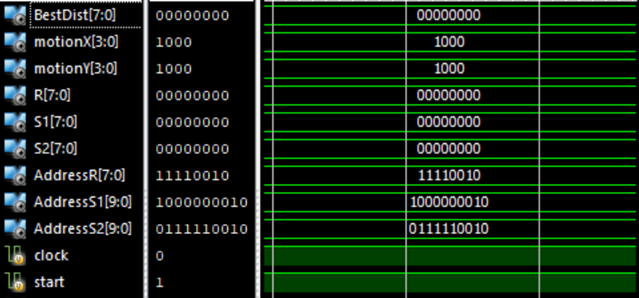 BestDist[7:0] 00000000 00000000
motionX[3:0] 1000 1000
motionY[3:0] 1000 1000
R[7:0] 00000000 00000000
S1[7:0] 00000000 00000000
S2[7:0] 00000000 00000000
AddressR[7:0] 11110010 11110010
AddressS1[9:0] 1000000010 1000000010
AddressS2[9:0] 0111110010 0111110010
clock 0
start 1